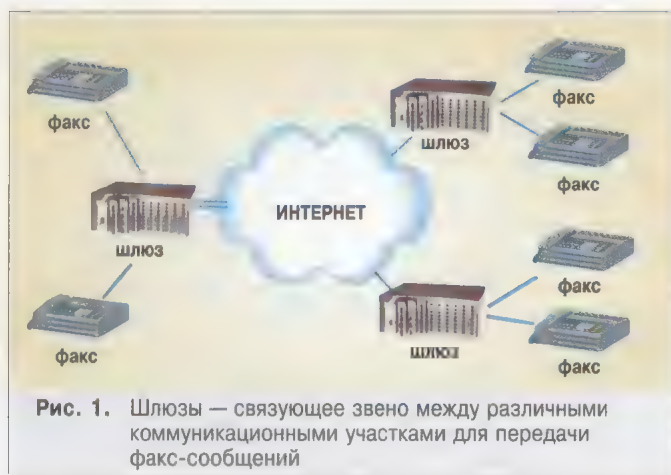 факс
факс
факс
шлюз
факс
ИНТЕРНЕТ
шлюз
факс
факс
шлюз
факс
Рис. 1. Шлюзы — связующее звено между различными
коммуникационными участками для передачи
факс-сообщений